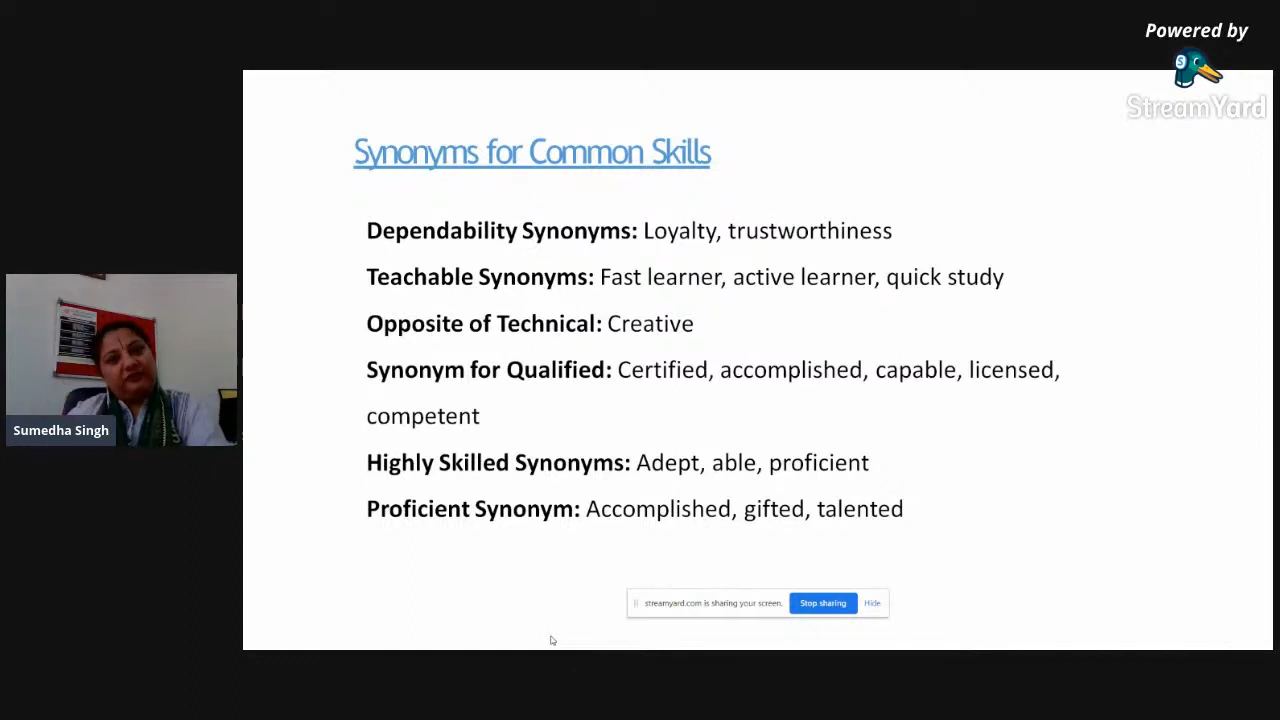 Powered by
StreamYard
Synonyms for Common Skills
Dependability Synonyms: Loyalty, trustworthiness
Teachable Synonyms: Fast learner, active learner, quick study
Opposite of Technical: Creative
Synonym for Qualified: Certified, accomplished, capable, licensed,
competent
Highly Skilled Synonyms: Adept, able, proficient
Proficient Synonym: Accomplished, gifted, talented
Sumedha Singh
streamyard.com is sharing your screen. Stop sharing Hide